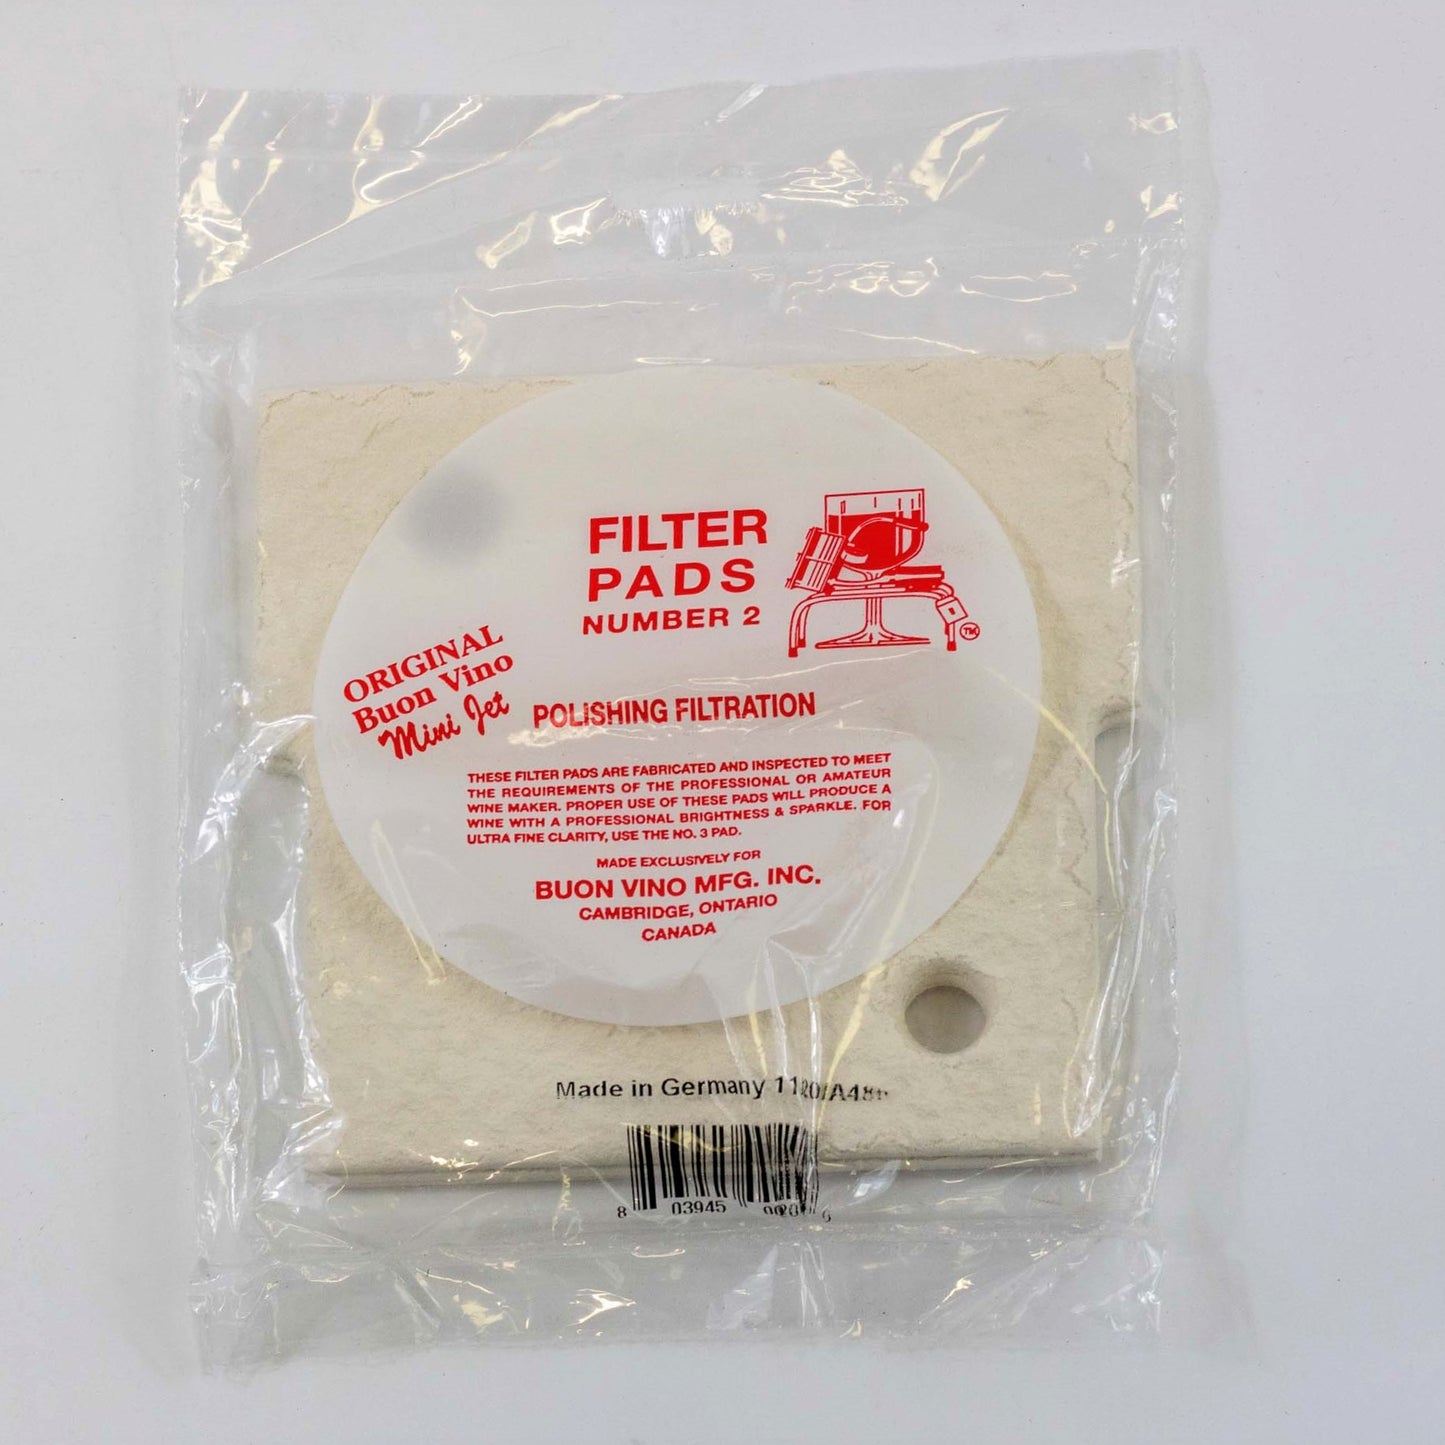 FILTER
PADS
NUMBER 2
TM
ORIGINAL
Buon Vino
Mini Jet
POLISHING FILTRATION
THESE FILTER PADS ARE FABRICATED AND INSPECTED TO MEET
THE REQUIREMENTS OF THE PROFESSIONAL OR AMATEUR
WINE MAKER. PROPER USE OF THESE PADS WILL PRODUCE A
WINE WITH A PROFESSIONAL BRIGHTNESS & SPARKLE. FOR
ULTRA FINE CLARITY, USE THE NO. 3 PAD.
MADE EXCLUSIVELY FOR
BUON VINO MFG. INC.
CAMBRIDGE, ONTARIO
CANADA
Made in Germany
8 03945